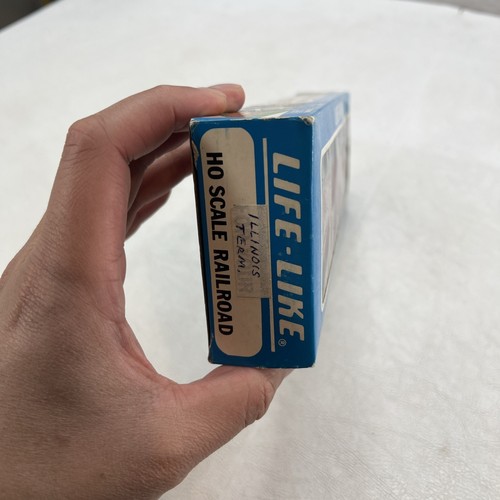 LIFE-LIKE®
ILLINOIS
TERM.
HO SCALE RAILROAD